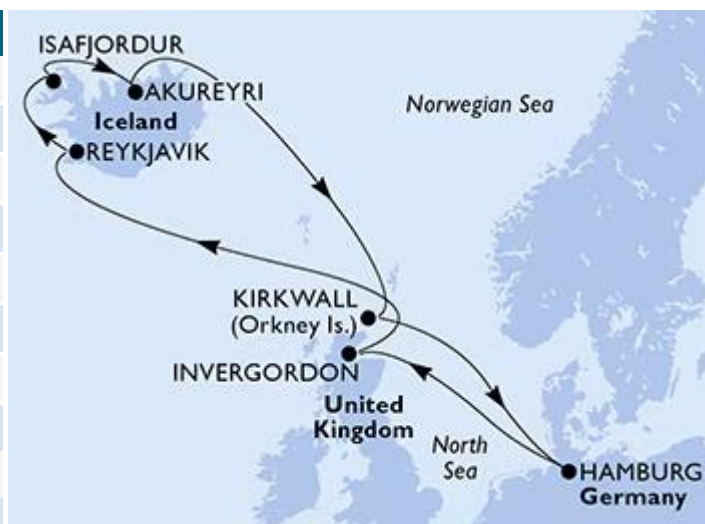 ISAFJORDUR
AKUREYRI
Norwegian Sea
Iceland
REYKJAVIK
KIRKWALL
(Orkney Is.)
INVERGORDON
United
Kingdom
North
Sea
HAMBURG
Germany